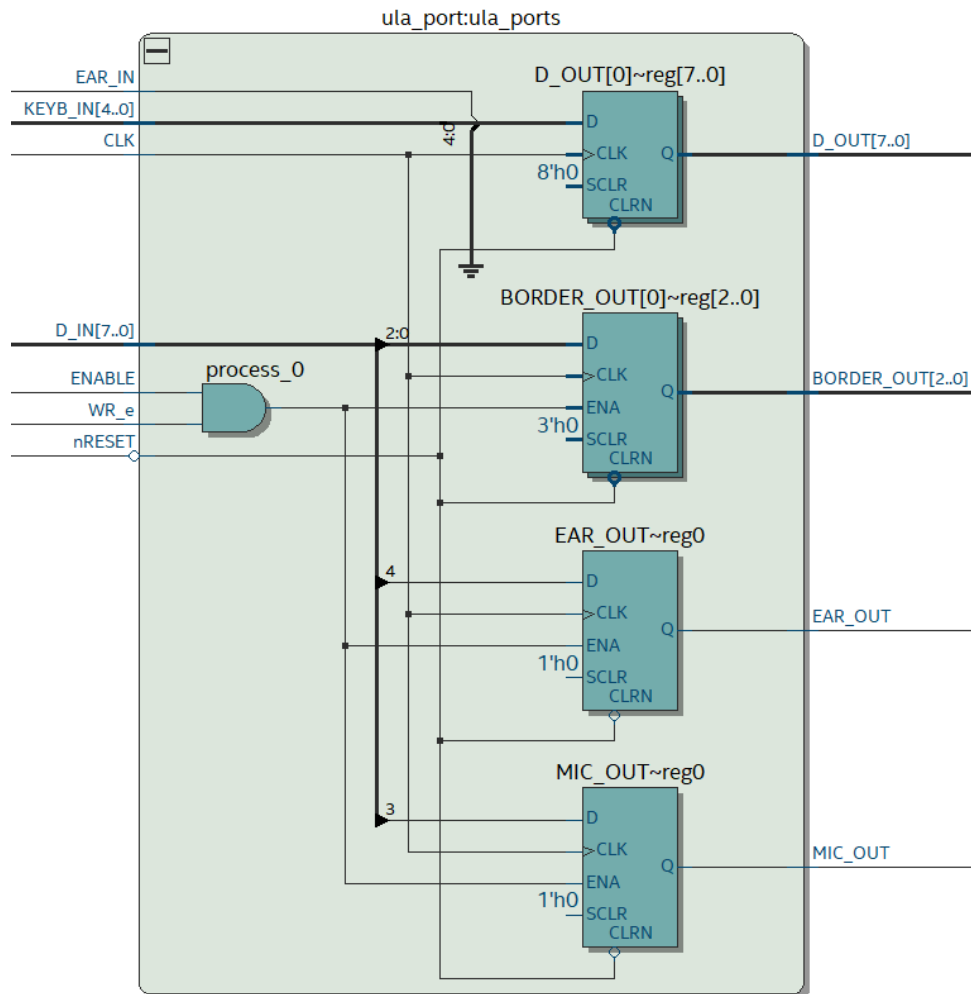 ula_port:ula_ports
EAR_IN
KEYB_IN[4..0]
CLK
4:0
D_OUT[0]~reg[7..0]
D
CLK
Q
8'h0
SCLR
CLRN
D_OUT[7..0]
D_IN[7..0]
2:0
BORDER_OUT[0]~reg[2..0]
D
CLK
Q
ENA
3'h0
SCLR
CLRN
BORDER_OUT[2..0]
ENABLE
process_0
WR_e
nRESET
4
EAR_OUT~reg0
D
CLK
Q
ENA
1'h0
SCLR
CLRN
EAR_OUT
3
MIC_OUT~reg0
D
CLK
Q
ENA
1'h0
SCLR
CLRN
MIC_OUT